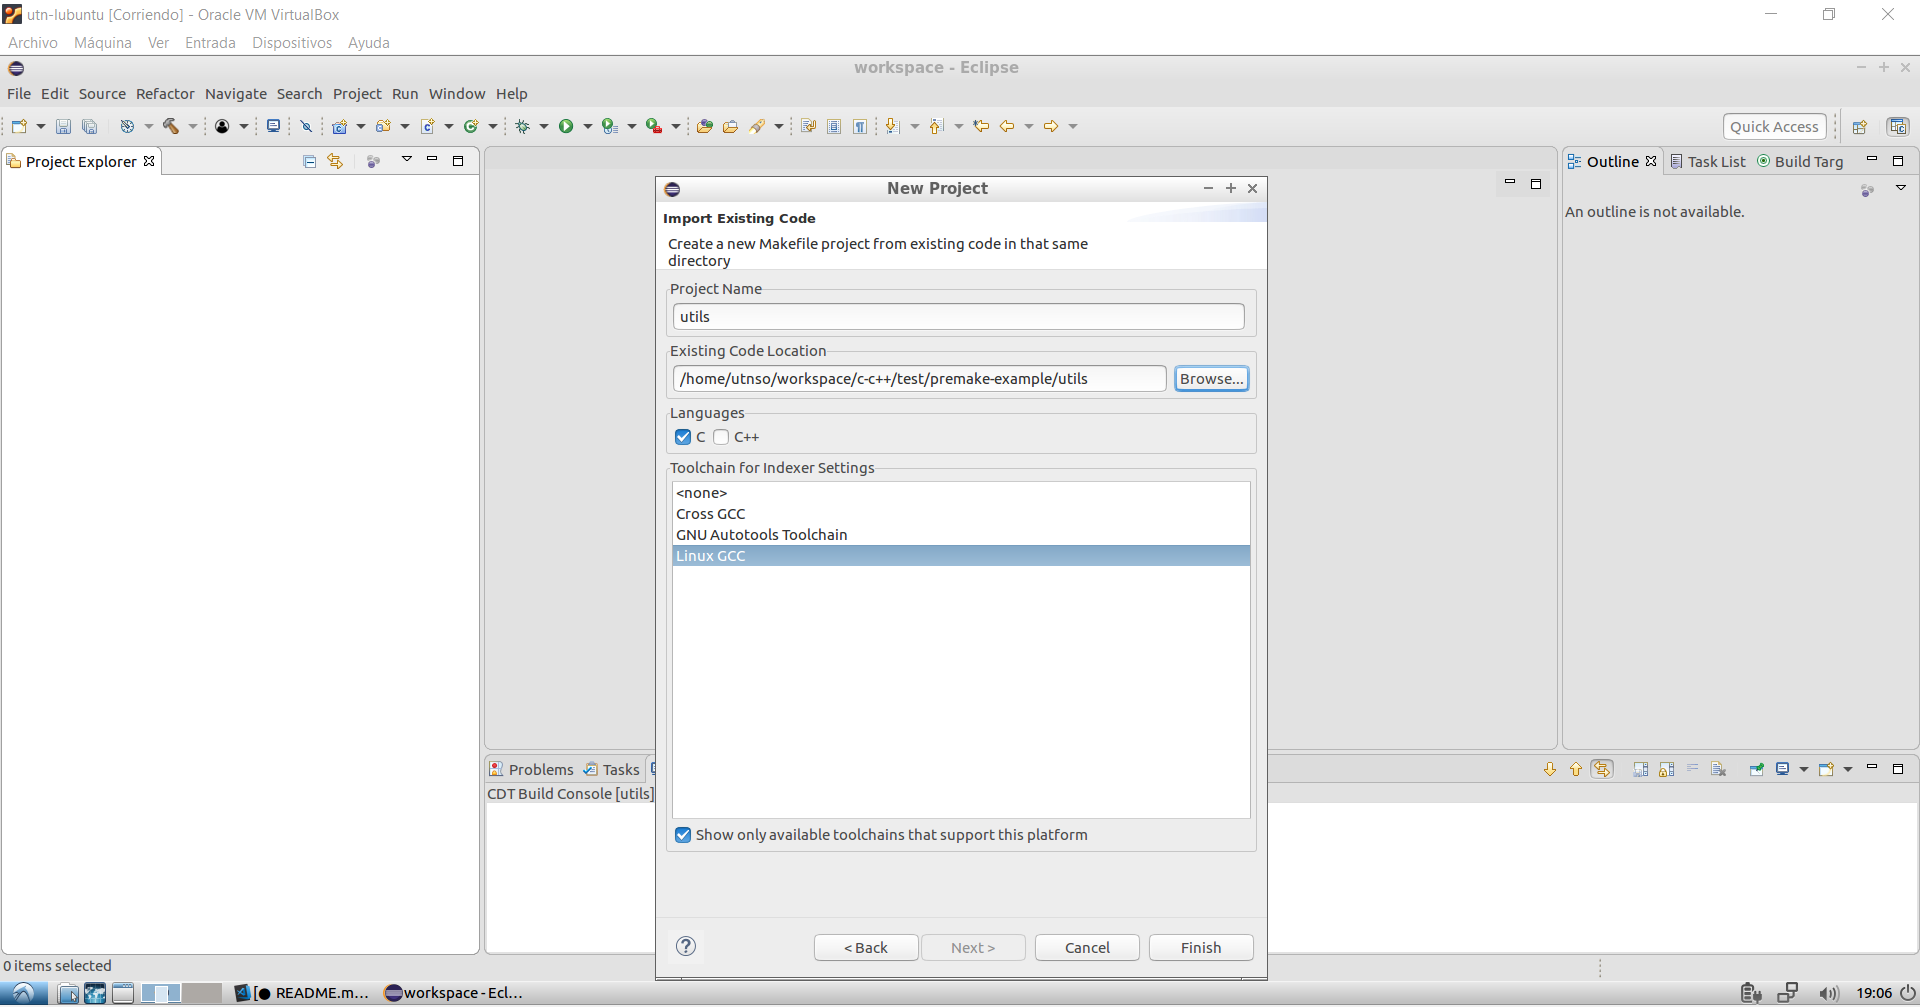 utn-lubuntu [Corriendo] - Oracle VM VirtualBox
Archivo Máquina Ver Entrada Dispositivos Ayuda
workspace - Eclipse
File Edit Source Refactor Navigate Search Project Run Window Help
Quick Access
Project Explorer
Outline Task List Build Targ
An outline is not available.
New Project
Import Existing Code
Create a new Makefile project from existing code in that same
directory
Project Name
utils
Existing Code Location
/home/utnso/workspace/c-c++/test/premake-example/utils Browse...
Languages
C C++
Toolchain for Indexer Settings
<none>
Cross GCC
GNU Autotools Toolchain
Linux GCC
Show only available toolchains that support this platform
< Back Next > Cancel Finish
Problems Tasks
CDT Build Console [utils]
0 items selected
[● README.m... workspace - Ecl... 19:06